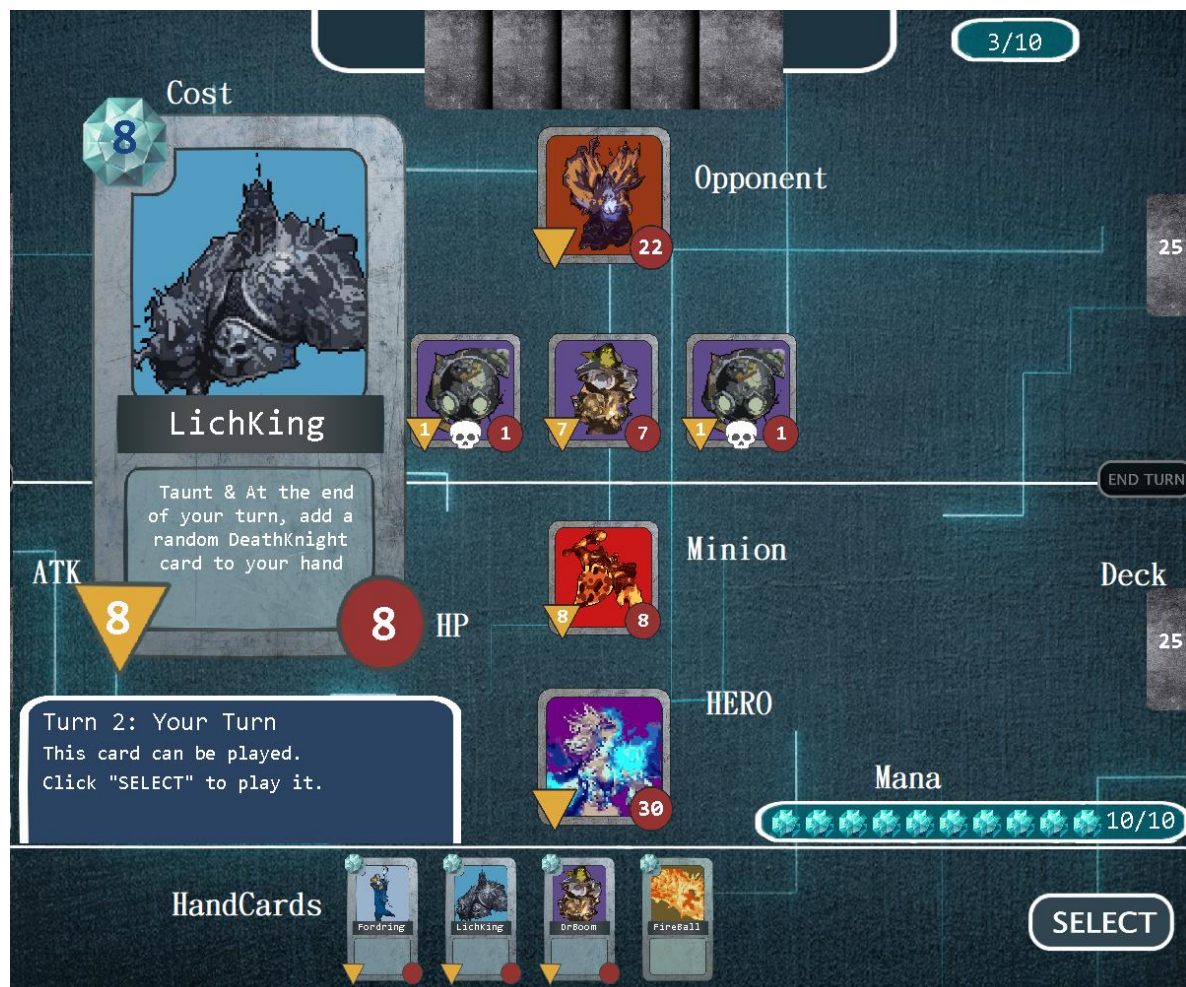 3/10
Cost
8
Opponent
22
25
LichKing
1 1 7 7 1 1
Taunt & At the end
of your turn, add a
random DeathKnight
card to your hand
END TURN
Minion
ATK
8
8
HP
8 8
Deck
25
HERO
Turn 2: Your Turn
This card can be played.
Click "SELECT" to play it.
30
Mana
10/10
HandCards
Fordring
LichKing
DrBoom
FireBall
SELECT